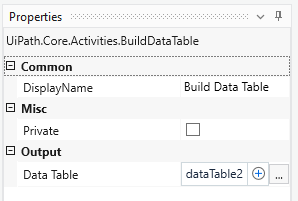 Properties
UiPath.Core.Activities.BuildDataTable
Common
DisplayName Build Data Table
Misc
Private
Output
Data Table dataTable2 ...